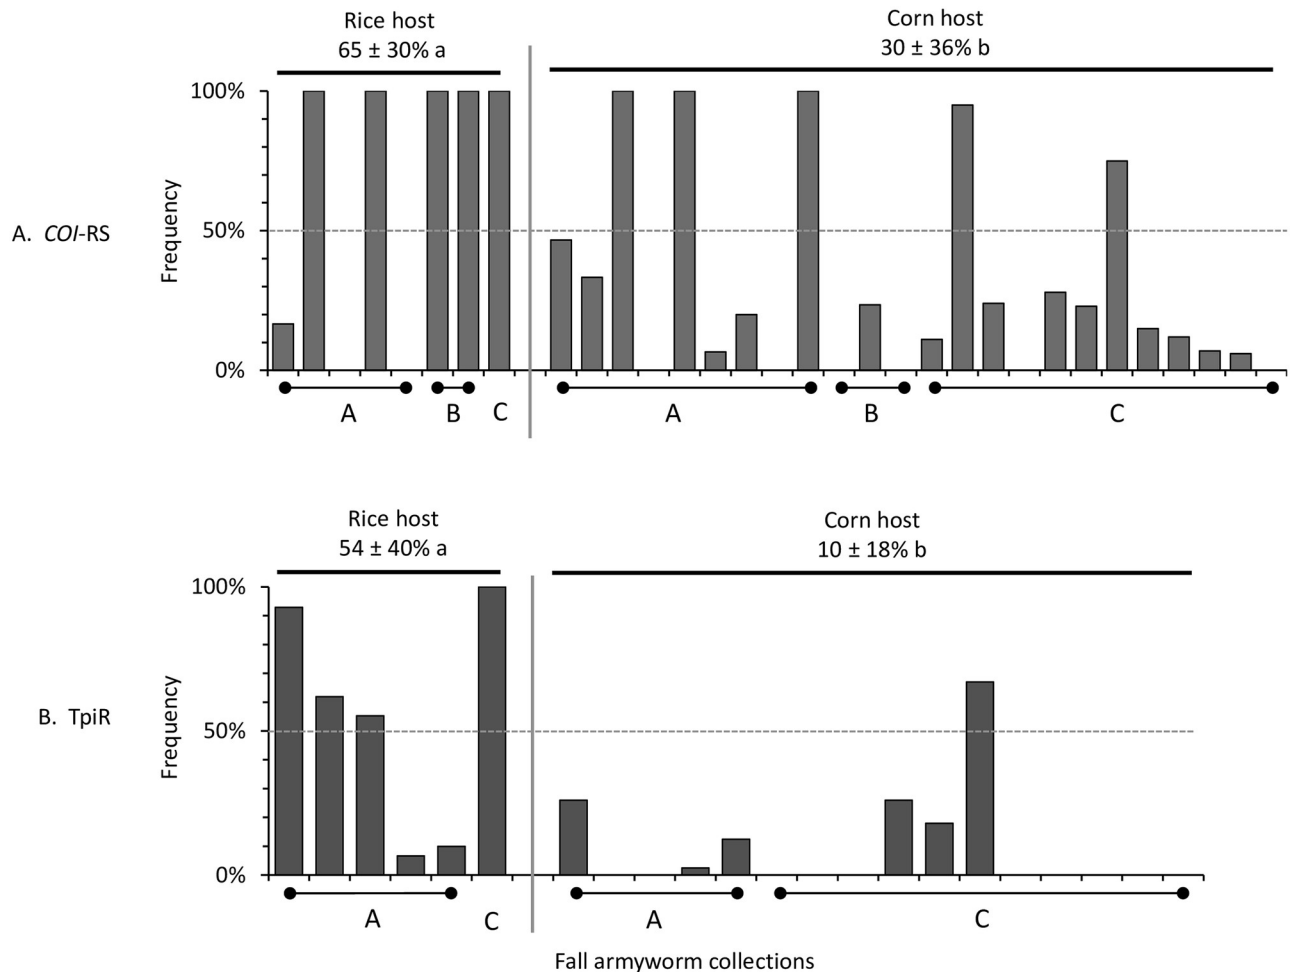 Rice host
65 ± 30% a
Corn host
30 ± 36% b
100%
50%
0%
Frequency
A. COI-RS
A
B
C
A
B
C
Rice host
54 ± 40% a
Corn host
10 ± 18% b
100%
50%
0%
Frequency
B. TpiR
A
C
A
C
Fall armyworm collections